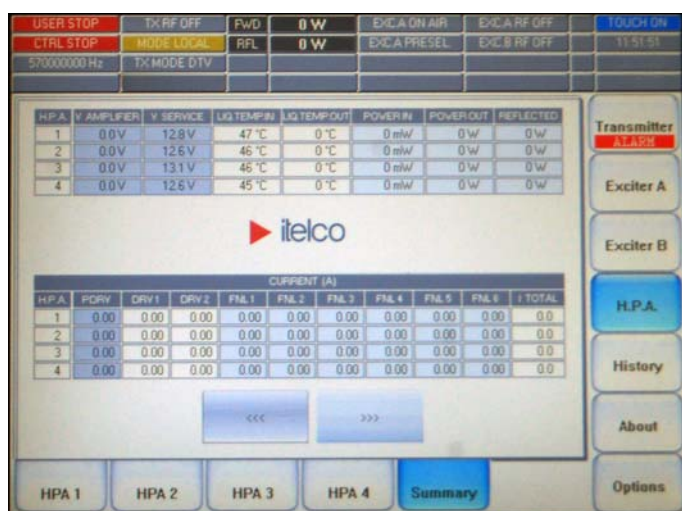 USER STOP TX RF OFF FWD 0 W EXC.A ON AIR EXC.A RF OFF TOUCH ON
CTRL STOP MODE LOCAL RFL 0 W EXC.A PRESEL. EXC.B RF OFF 11:51:51
570000000 Hz TX MODE DTV
H.P.A. V AMPLIFIER V SERVICE LIQ.TEMP.IN LIQ.TEMP.OUT POWER IN POWER OUT REFLECTED
1 0.0 V 12.8 V 47 °C 0 °C 0 mW 0 W 0 W
2 0.0 V 12.6 V 46 °C 0 °C 0 mW 0 W 0 W
3 0.0 V 13.1 V 46 °C 0 °C 0 mW 0 W 0 W
4 0.0 V 12.6 V 45 °C 0 °C 0 mW 0 W 0 W
itelco
CURRENT (A)
H.P.A. PDRV DRV 1 DRV 2 FNL 1 FNL 2 FNL 3 FNL 4 FNL 5 FNL 6 I TOTAL
1 0.00 0.00 0.00 0.00 0.00 0.00 0.00 0.00 0.00 0.0
2 0.00 0.00 0.00 0.00 0.00 0.00 0.00 0.00 0.00 0.0
3 0.00 0.00 0.00 0.00 0.00 0.00 0.00 0.00 0.00 0.0
4 0.00 0.00 0.00 0.00 0.00 0.00 0.00 0.00 0.00 0.0
<<< >>>
Transmitter
ALARM
Exciter A
Exciter B
H.P.A.
History
About
Options
HPA 1 HPA 2 HPA 3 HPA 4 Summary